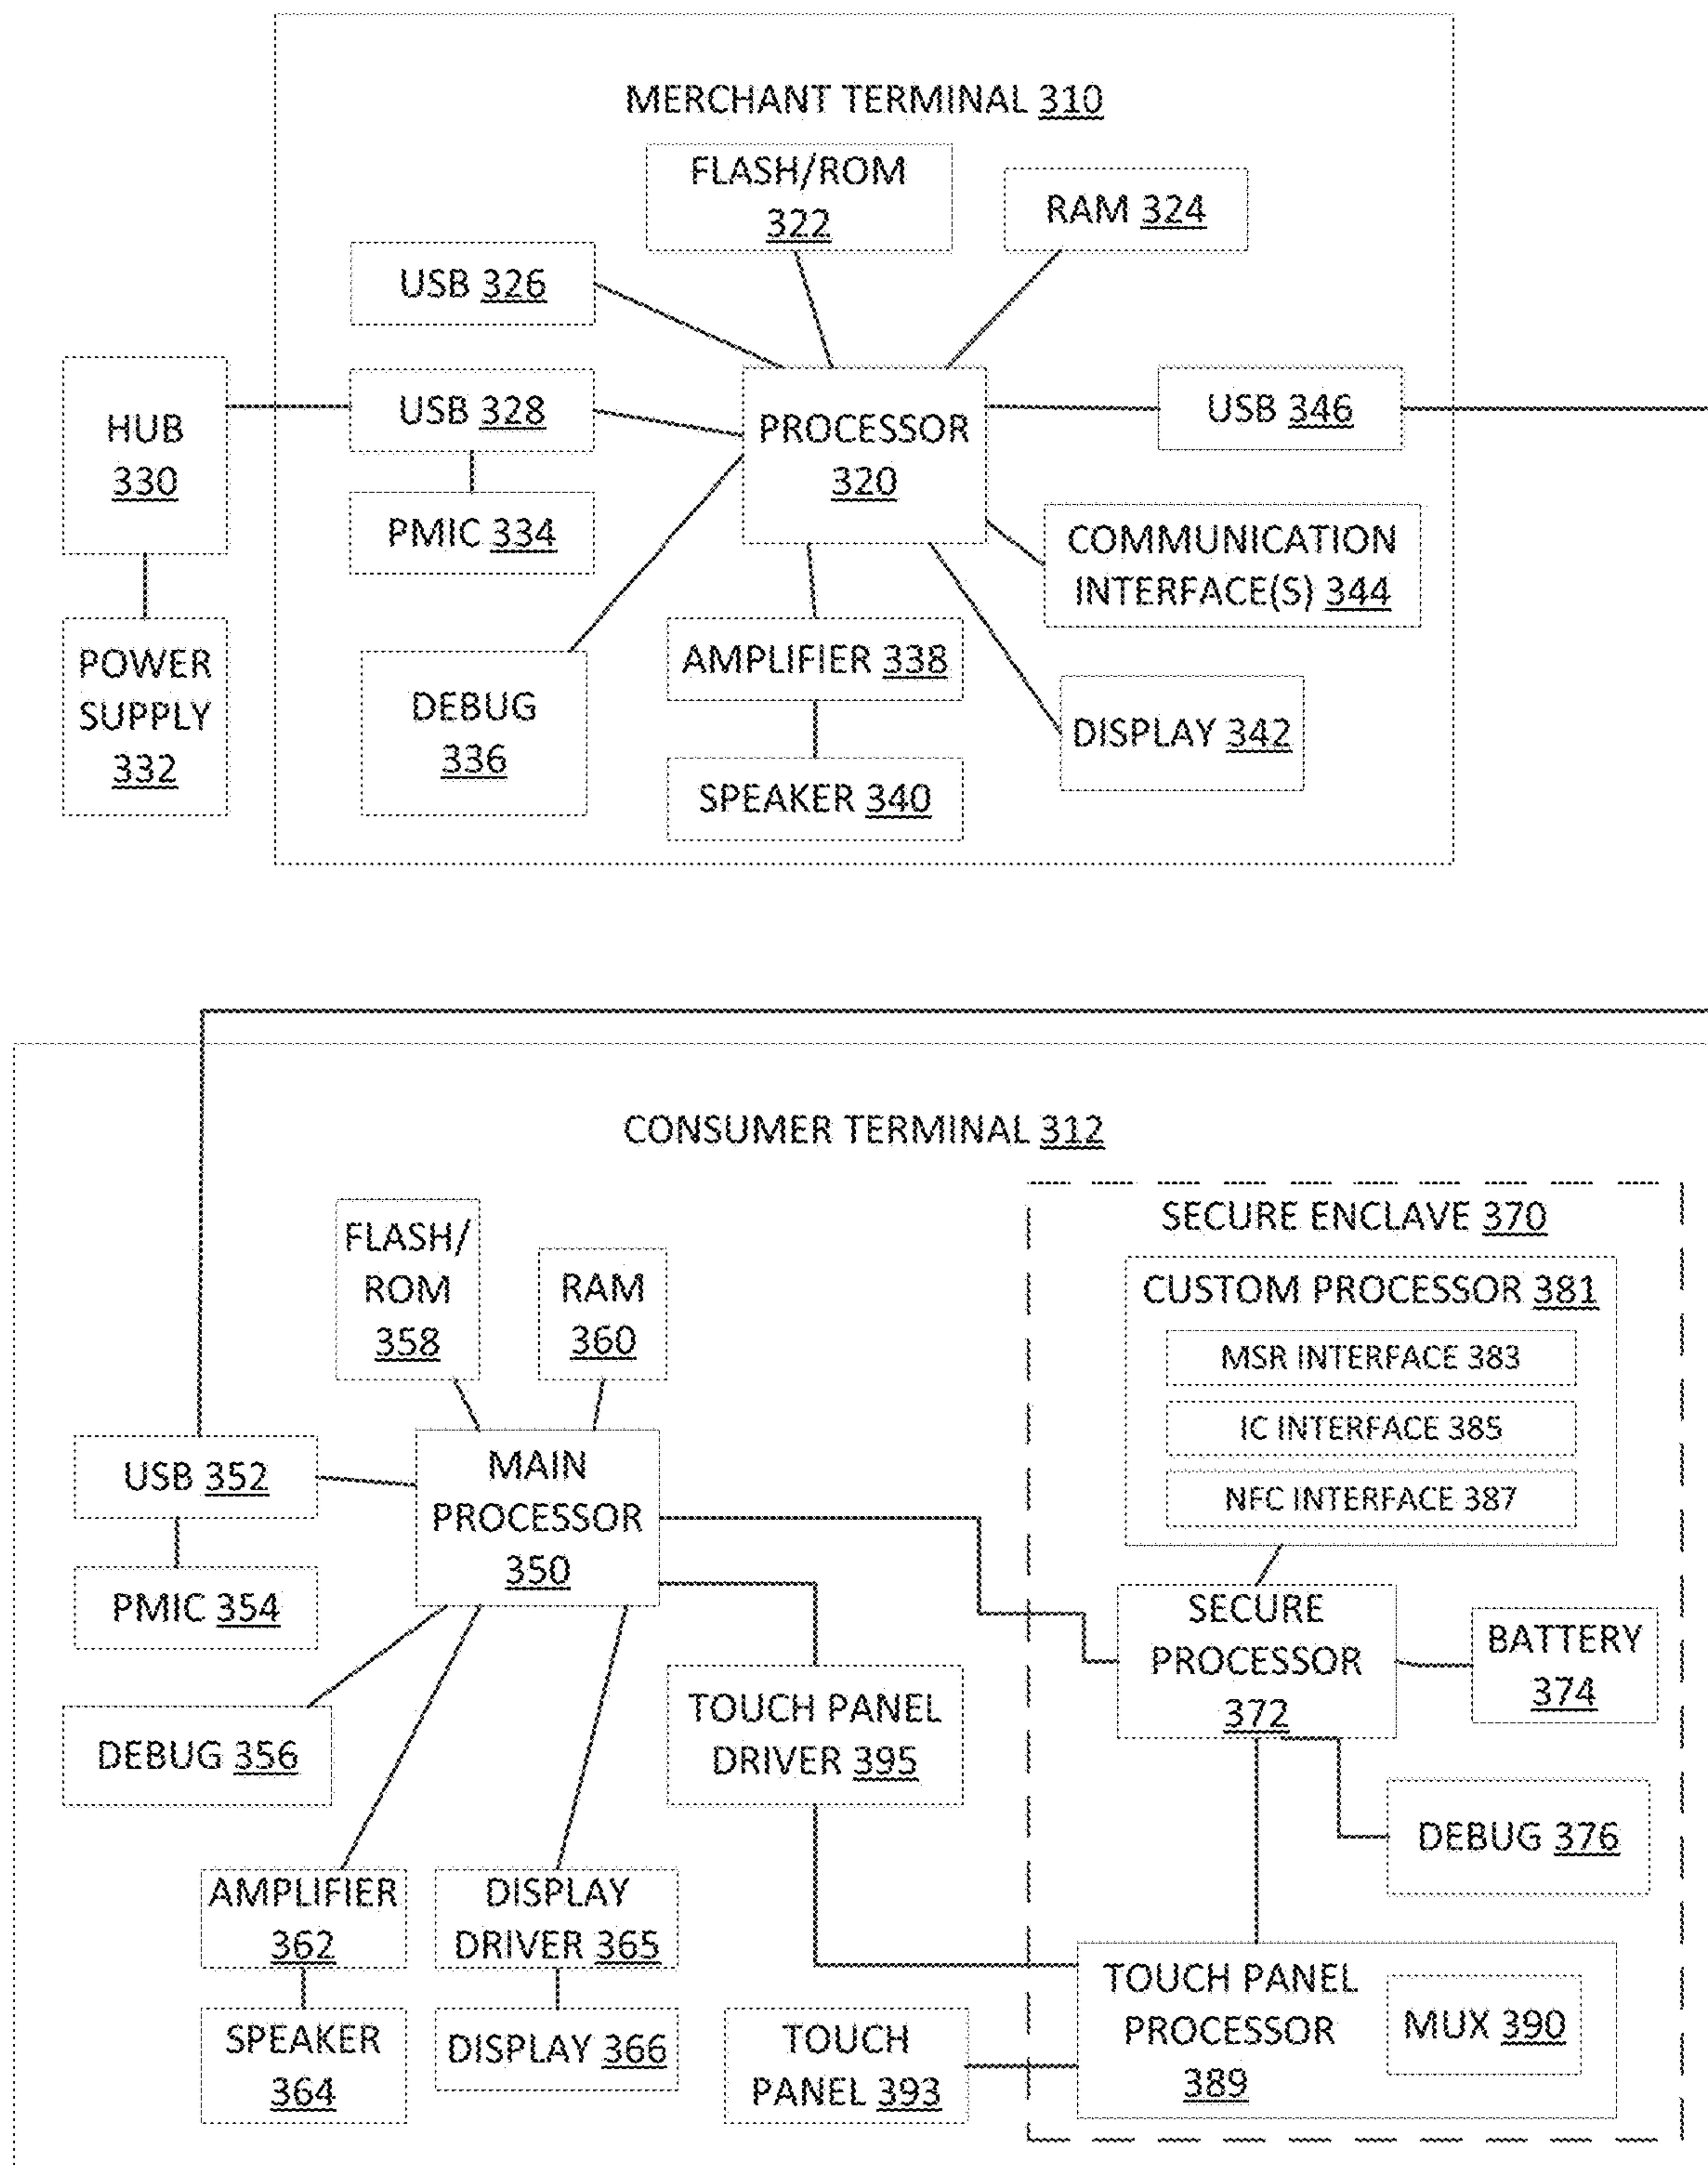 MERCHANT TERMINAL 310
FLASH/ROM
322
RAM 324
USB 326
HUB
330
USB 328
PROCESSOR
320
USB 346
PMIC 334
COMMUNICATION
INTERFACE(S) 344
POWER
SUPPLY
332
DEBUG
336
AMPLIFIER 338
DISPLAY 342
SPEAKER 340
CONSUMER TERMINAL 312
FLASH/
ROM
358
RAM
360
SECURE ENCLAVE 370
CUSTOM PROCESSOR 381
MSR INTERFACE 383
IC INTERFACE 385
NFC INTERFACE 387
USB 352
MAIN
PROCESSOR
350
PMIC 354
SECURE
PROCESSOR
372
BATTERY
374
DEBUG 356
TOUCH PANEL
DRIVER 395
DEBUG 376
AMPLIFIER
362
DISPLAY
DRIVER 365
SPEAKER
364
DISPLAY 366
TOUCH
PANEL 393
TOUCH PANEL
PROCESSOR
389
MUX 390